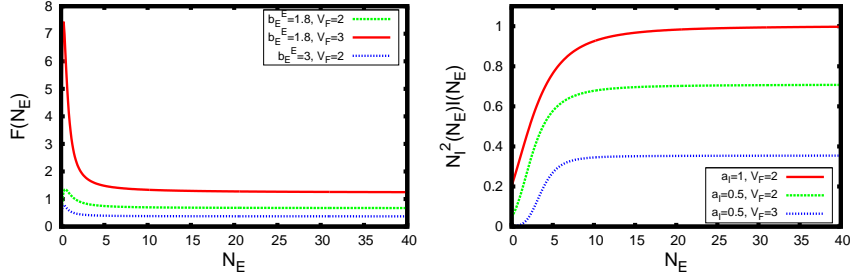 8
7
6
5
4
3
2
1
0
F(N_E)
b_E^E=1.8, V_F=2
b_E^E=1.8, V_F=3
b_E^E=3, V_F=2
0 5 10 15 20 25 30 35 40
N_E
1
0.8
0.6
0.4
0.2
0
N_I^2(N_E)I(N_E)
a_I=1, V_F=2
a_I=0.5, V_F=2
a_I=0.5, V_F=3
0 5 10 15 20 25 30 35 40
N_E